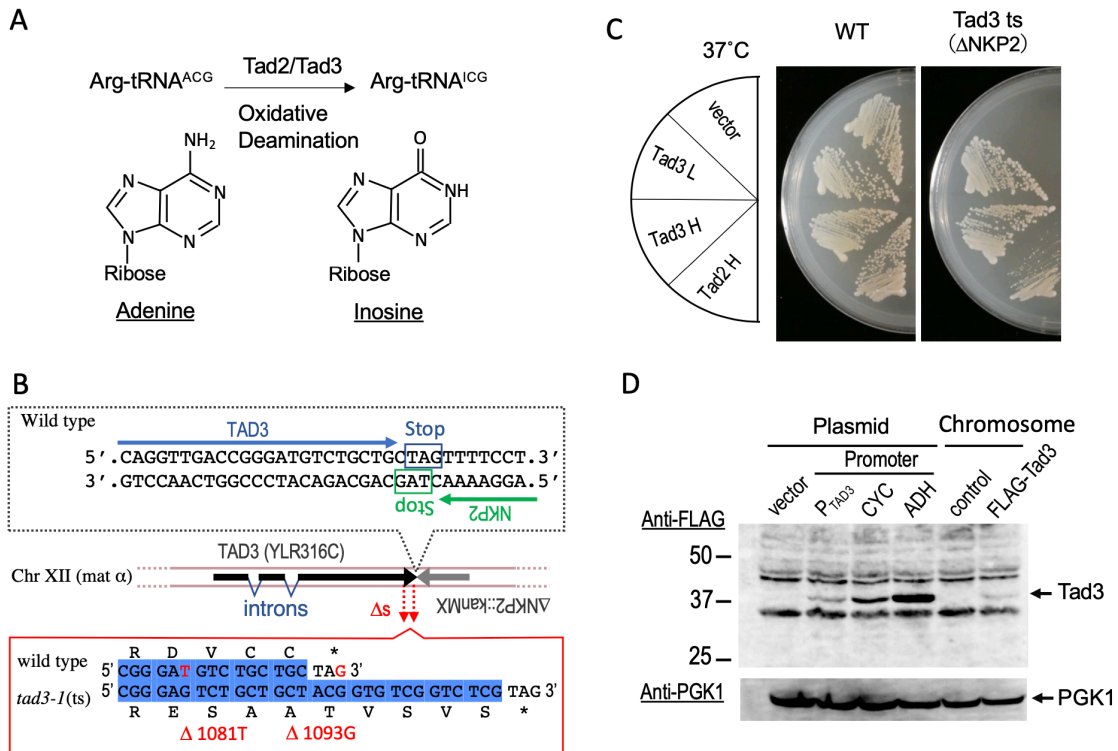 A
Arg-tRNAACG
Tad2/Tad3
Arg-tRNAICG
Oxidative
Deamination
NH2
N
N
N
N
Ribose
Adenine
O
N
NH
N
N
Ribose
Inosine
B
Wild type
TAD3
Stop
5′.CAGGTTGACCGGGATGTCTGCTGCTAGTTTTCCT.3′
3′.GTCCAACTGGCCCTACAGACGACGATCAAAAGGA.5′
Stop
NKP2
TAD3 (YLR316C)
Chr XII (mat α)
introns
Δs
ΔNKP2::kanMX
R D V C C *
wild type 5′ CGG GAT GTC TGC TGC TAG 3′
tad3-1(ts) 5′ CGG GAG TCT GCT GCT ACG GTG TCG GTC TCG TAG 3′
R E S A A T V S V S *
Δ 1081T Δ 1093G
C
37˚C
WT
Tad3 ts
(ΔNKP2)
vector
Tad3 L
Tad3 H
Tad2 H
D
Plasmid
Chromosome
Promoter
vector
PTAD3
CYC
ADH
control
FLAG-Tad3
Anti-FLAG
50
37
25
Tad3
Anti-PGK1
PGK1